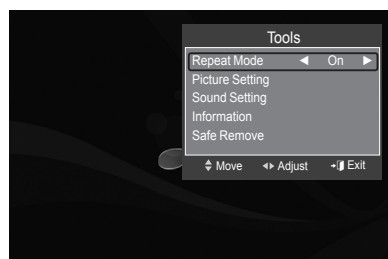 Tools
Repeat Mode ◀ On ▶
Picture Setting
Sound Setting
Information
Safe Remove
Move Adjust Exit